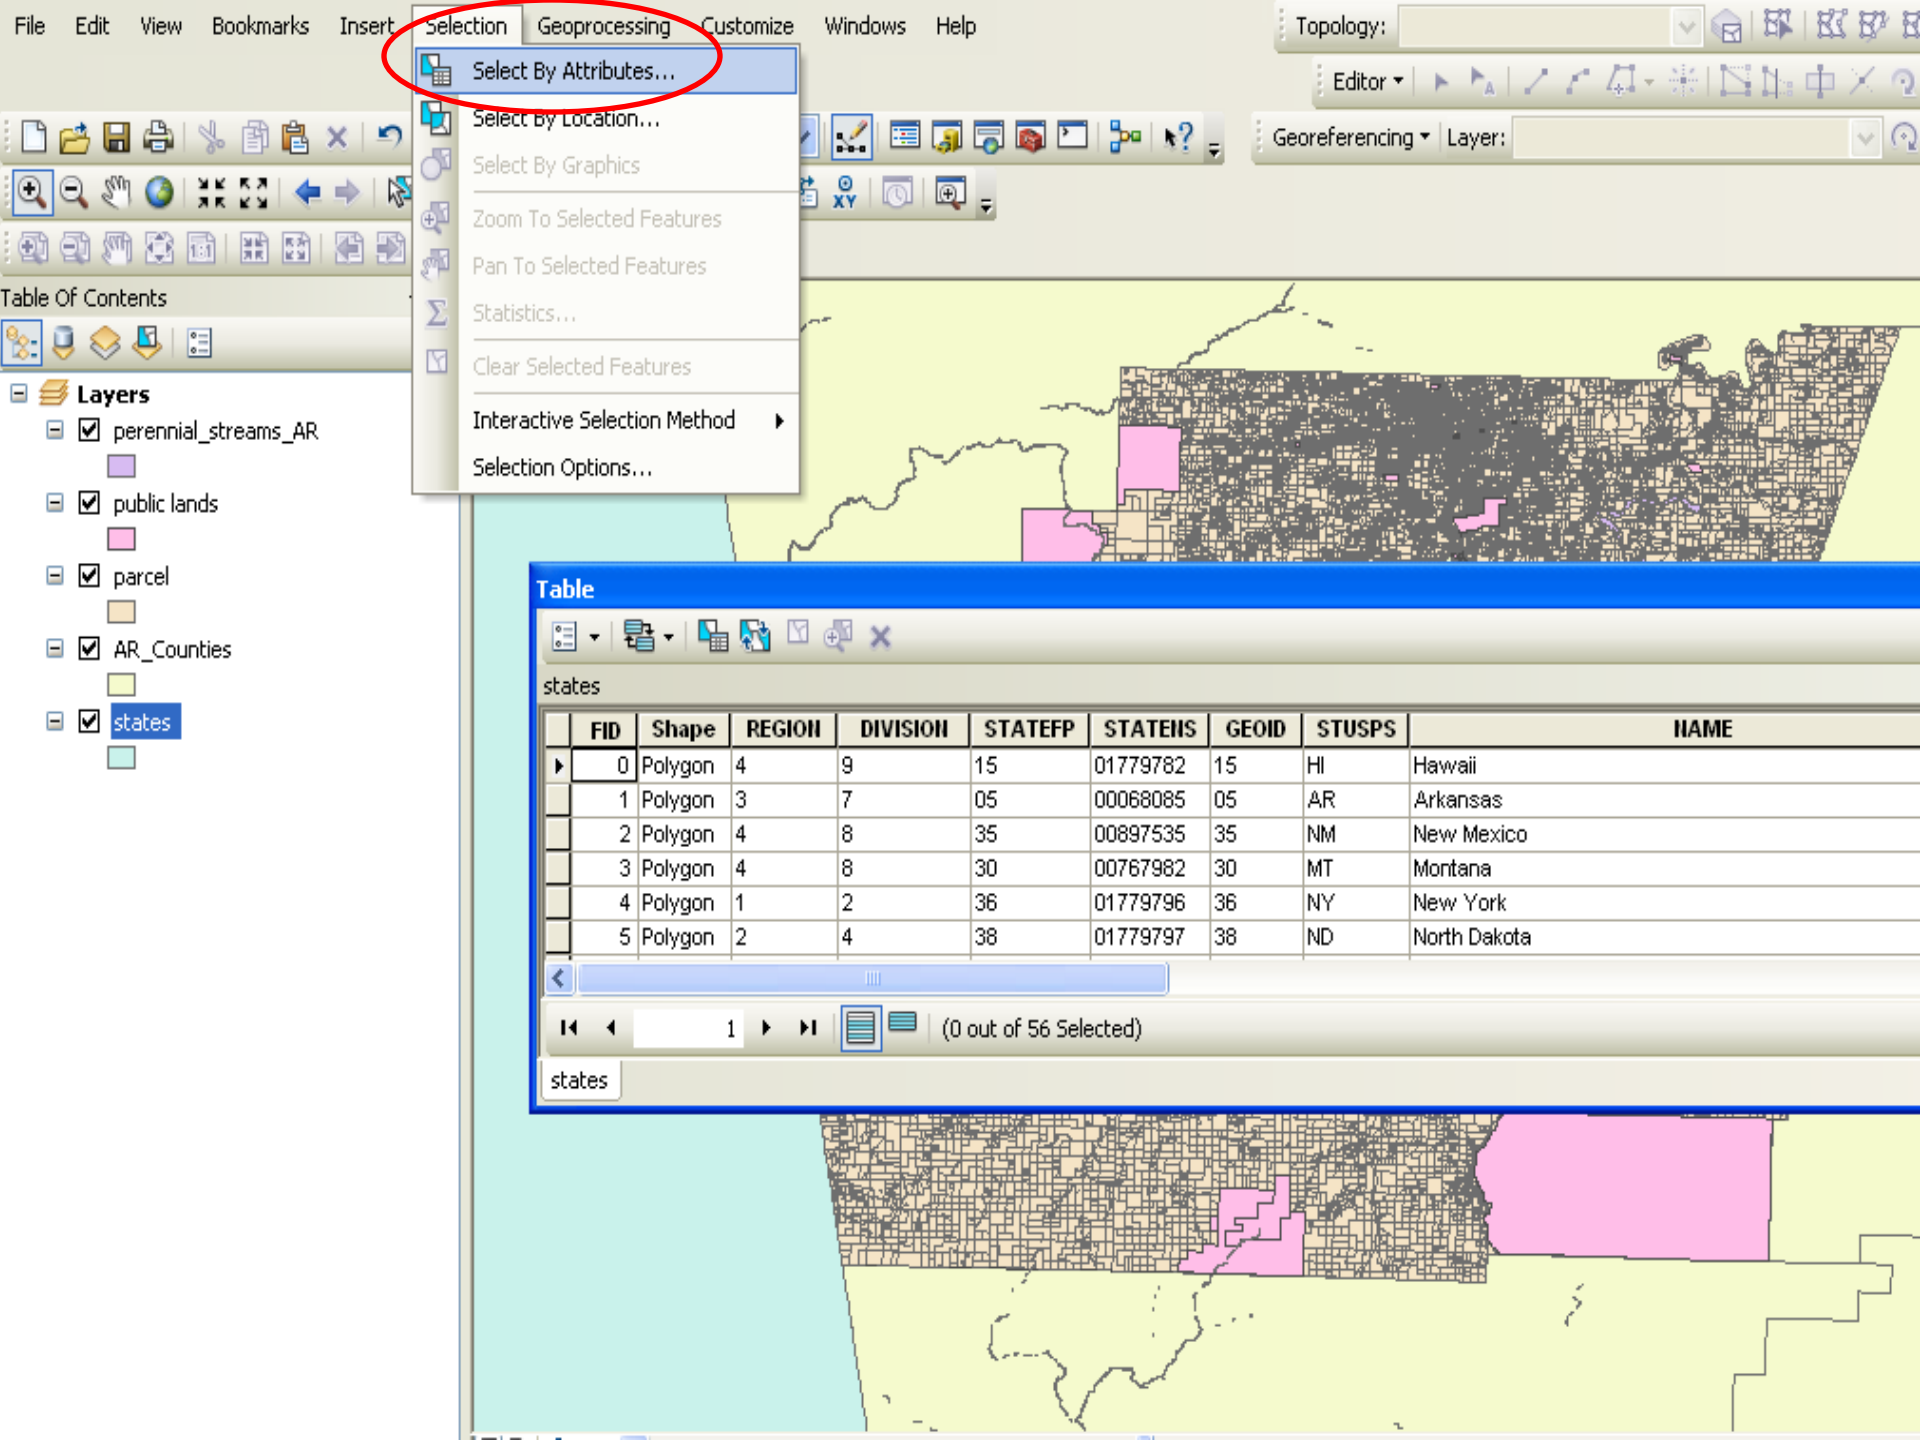 File Edit View Bookmarks Insert Selection Geoprocessing Customize Windows Help
Topology:
Select By Attributes...
Editor
Select By Location...
Georeferencing Layer:
Select By Graphics
XY
Zoom To Selected Features
1:1
Pan To Selected Features
Table Of Contents
Statistics...
Clear Selected Features
Interactive Selection Method
Selection Options...
Layers
perennial_streams_AR
public lands
parcel
AR_Counties
states
Table
states
FID Shape REGION DIVISION STATEFP STATENS GEOID STUSPS NAME
0 Polygon 4 9 15 01779782 15 HI Hawaii
1 Polygon 3 7 05 00068085 05 AR Arkansas
2 Polygon 4 8 35 00897535 35 NM New Mexico
3 Polygon 4 8 30 00767982 30 MT Montana
4 Polygon 1 2 36 01779796 36 NY New York
5 Polygon 2 4 38 01779797 38 ND North Dakota
1 (0 out of 56 Selected)
states